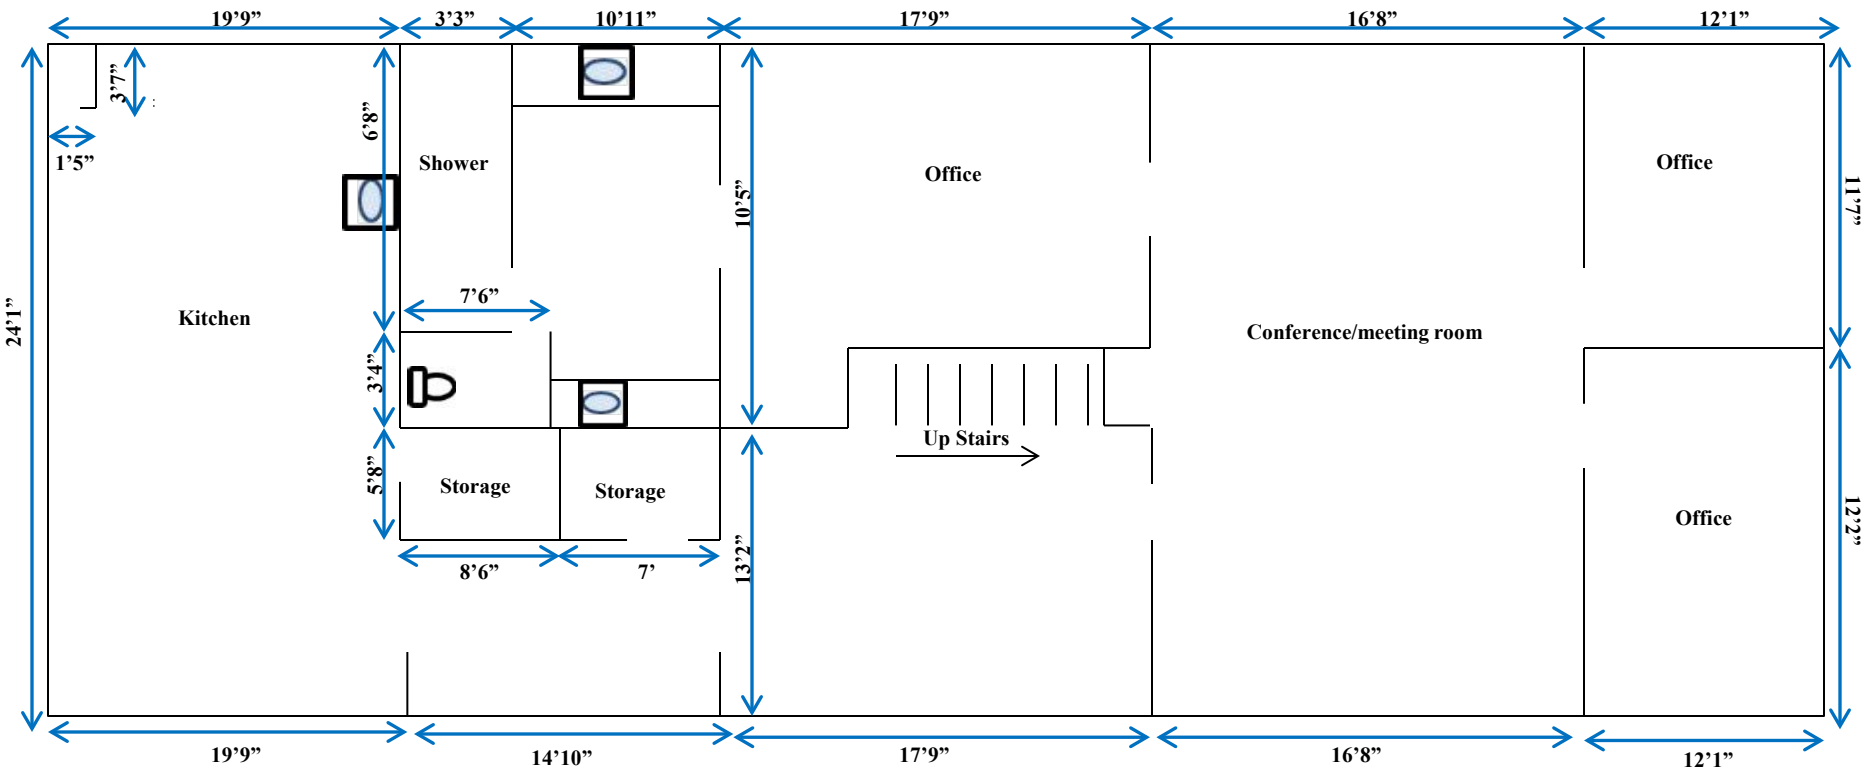 19’9”
3’3”
10’11”
17’9”
16’8”
12’1”
3’7”
:
1’5”
6’8”
Shower
10’5”
Office
Office
11’7”
24’1”
Kitchen
7’6”
Conference/meeting room
3’4”
Up Stairs
5’8”
Storage
Storage
Office
12’2”
8’6”
7’
13’2”
19’9”
14’10”
17’9”
16’8”
12’1”